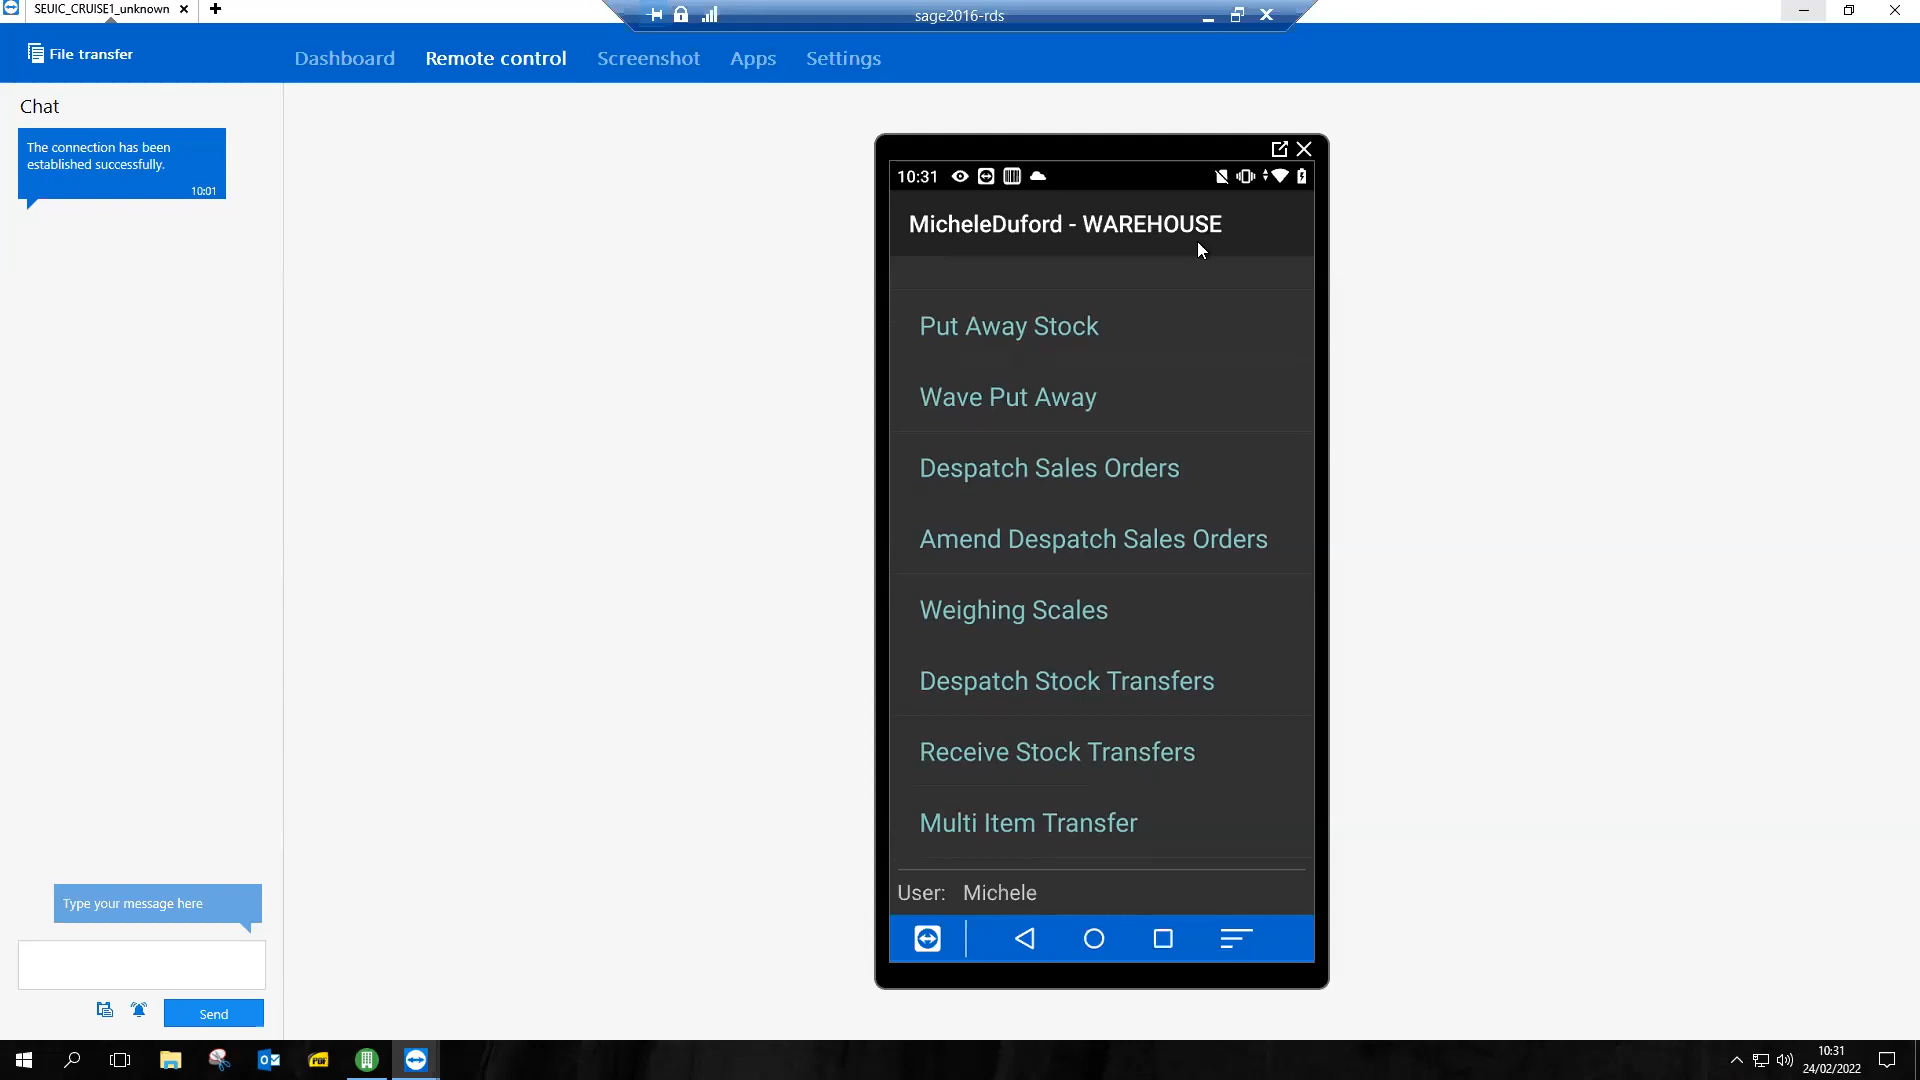 SEUIC_CRUISE1_unknown
sage2016-rds
File transfer
Dashboard
Remote control
Screenshot
Apps
Settings
Chat
The connection has been
established successfully.
10:01
10:31
MicheleDuford - WAREHOUSE
Put Away Stock
Wave Put Away
Despatch Sales Orders
Amend Despatch Sales Orders
Weighing Scales
Despatch Stock Transfers
Receive Stock Transfers
Multi Item Transfer
User: Michele
Type your message here
Send
PDF
10:31
24/02/2022